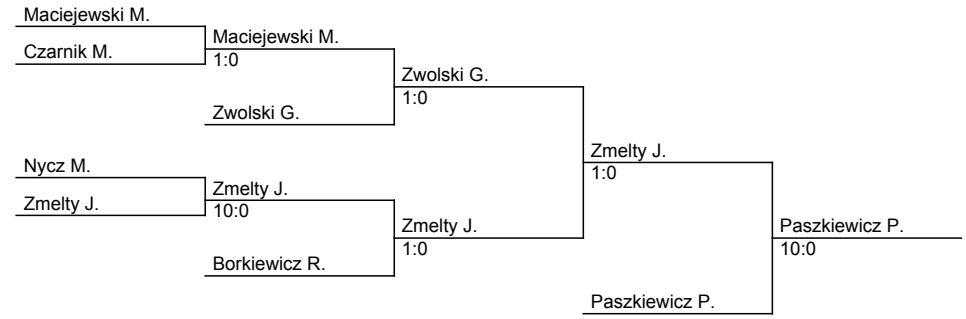 Maciejewski M.
Czarnik M.
Maciejewski M.
1:0
Zwolski G.
Zwolski G.
1:0
Nycz M.
Zmelty J.
Zmelty J.
10:0
Borkiewicz R.
Zmelty J.
1:0
Zmelty J.
1:0
Paszkiewicz P.
Paszkiewicz P.
10:0